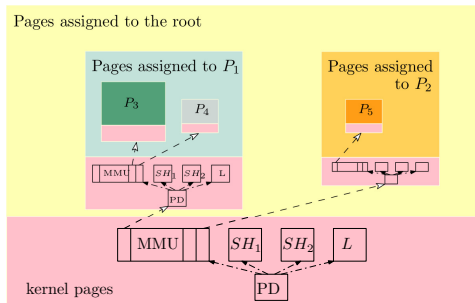 Pages assigned to the root
Pages assigned to P₁
Pages assigned
to P₂
P₃
P₄
P₅
MMU
SH₁
SH₂
L
PD
MMU
SH₁
SH₂
L
PD
kernel pages